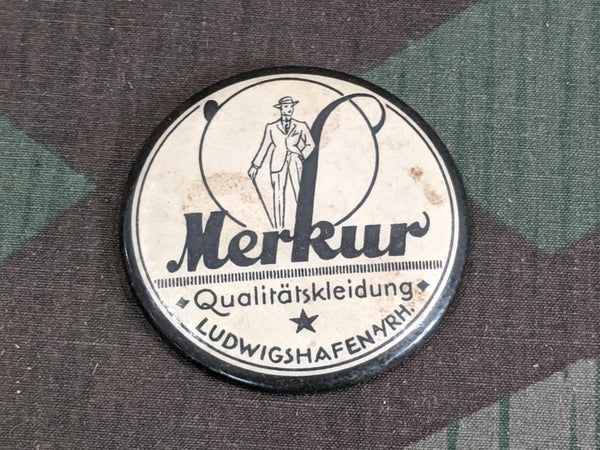 Merkur
Qualitätskleidung
LUDWIGSHAFEN A/RH.